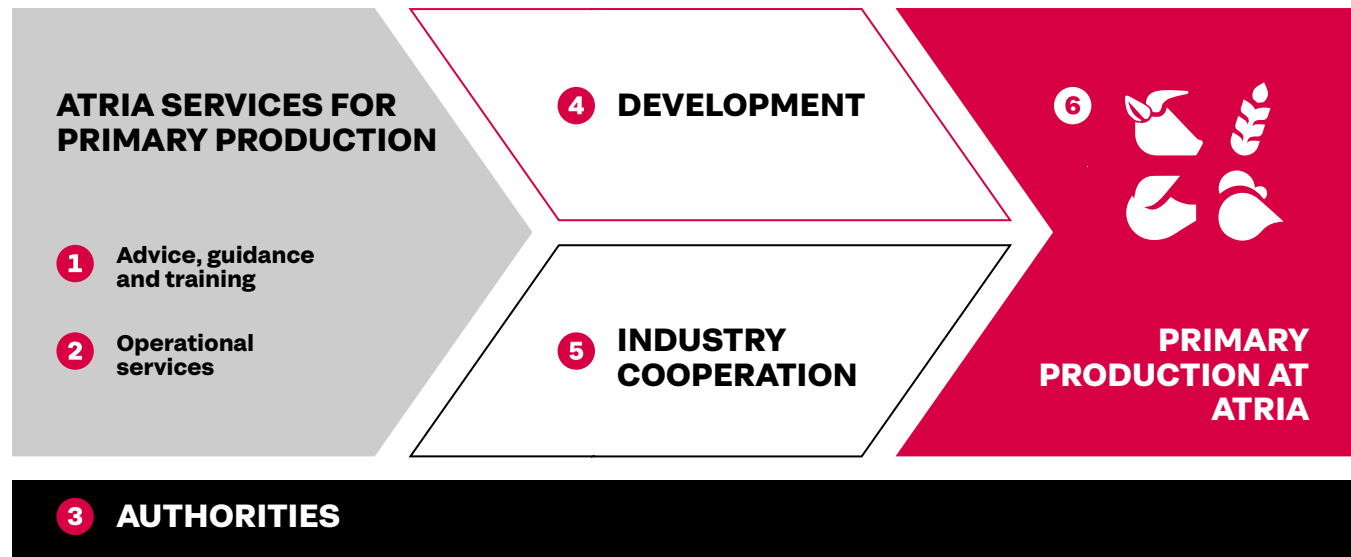 ATRIA SERVICES FOR
PRIMARY PRODUCTION
1 Advice, guidance
and training
2 Operational
services
4 DEVELOPMENT
5 INDUSTRY
COOPERATION
6
PRIMARY
PRODUCTION AT
ATRIA
3 AUTHORITIES